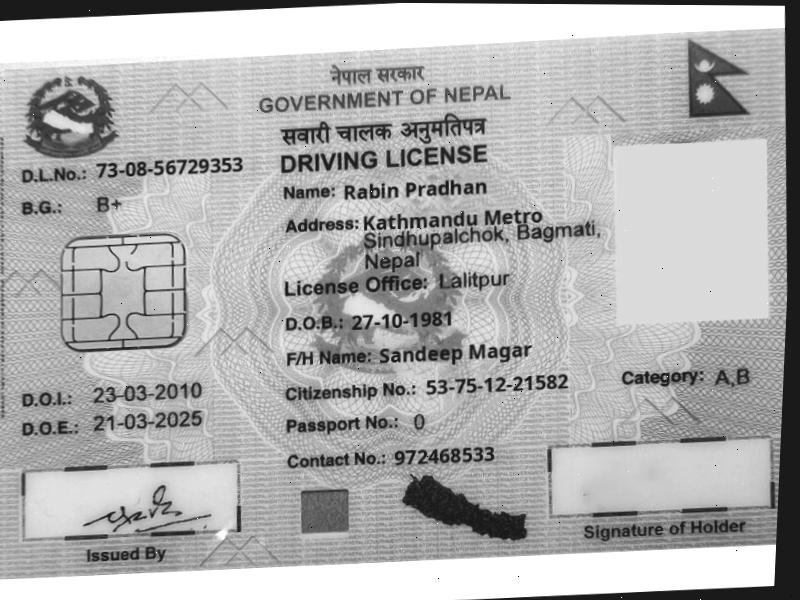 नेपाल सरकार
GOVERNMENT OF NEPAL
सवारी चालक अनुमतिपत्र
DRIVING LICENSE
D.L.No.: 73-08-56729353
B.G.: B+
Name: Rabin Pradhan
Address: Kathmandu Metro
Sindhupalchok, Bagmati,
Nepal
License Office: Lalitpur
D.O.B.: 27-10-1981
F/H Name: Sandeep Magar
D.O.I.: 23-03-2010
Citizenship No.: 53-75-12-21582
Category: A,B
D.O.E.: 21-03-2025
Passport No.: 0
Contact No.: 972468533
Issued By
Signature of Holder